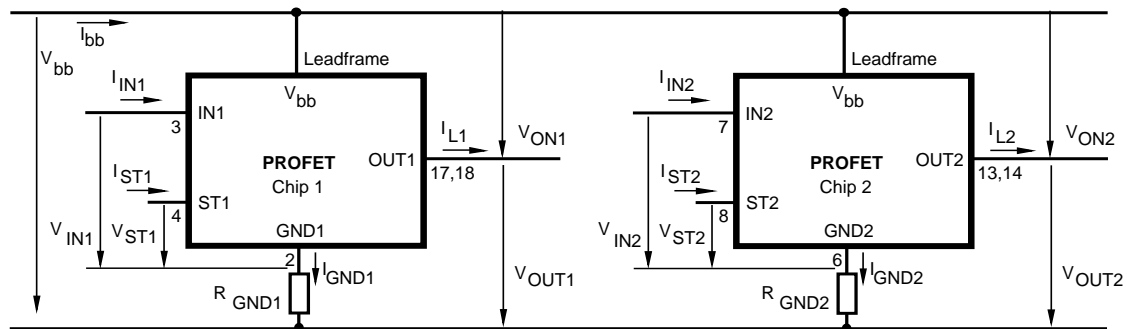 I bb
V bb
Leadframe
V bb
I IN1
3
IN1
V ON1
I L1
PROFET
OUT1
Chip 1
17,18
I ST1
4
ST1
V IN1
V ST1
GND1
2
I GND1
R GND1
V OUT1
Leadframe
V bb
I IN2
7
IN2
V ON2
I L2
PROFET
OUT2
Chip 2
13,14
I ST2
8
ST2
V IN2
V ST2
GND2
6
I GND2
R GND2
V OUT2